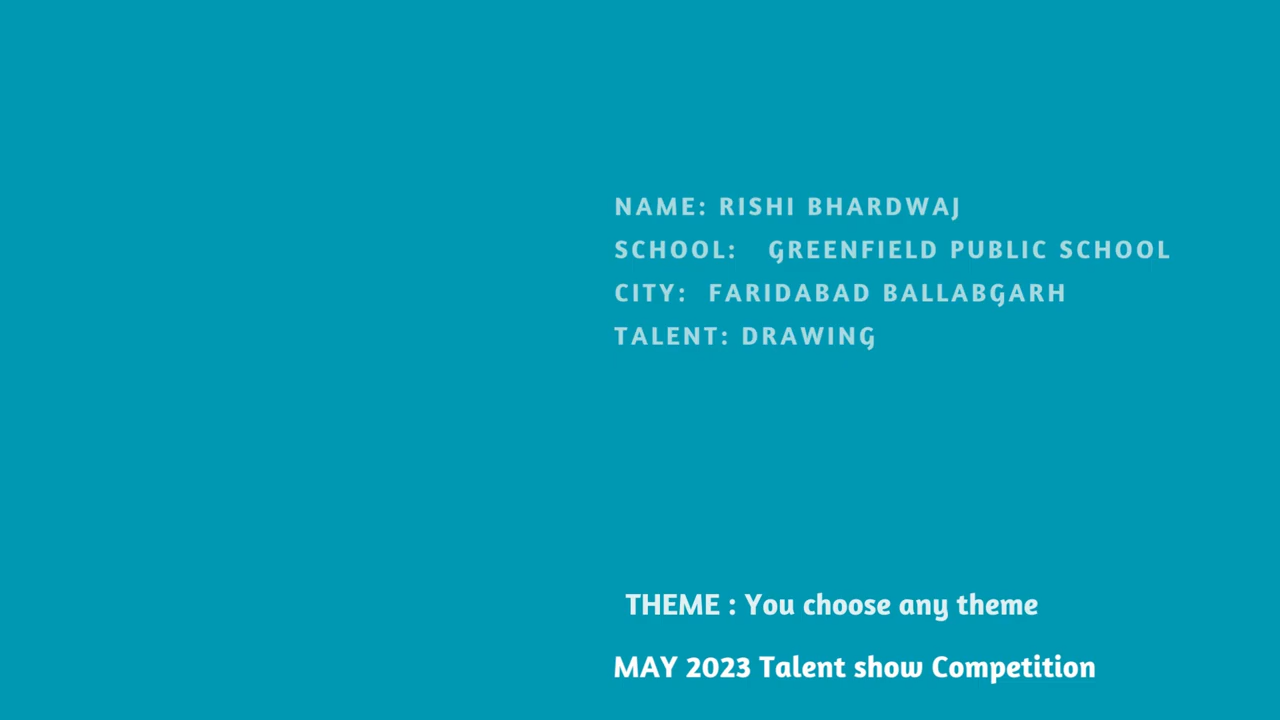 NAME: RISHI BHARDWAJ
SCHOOL: GREENFIELD PUBLIC SCHOOL
CITY: FARIDABAD BALLABGARH
TALENT: DRAWING
THEME : You choose any theme
MAY 2023 Talent show Competition